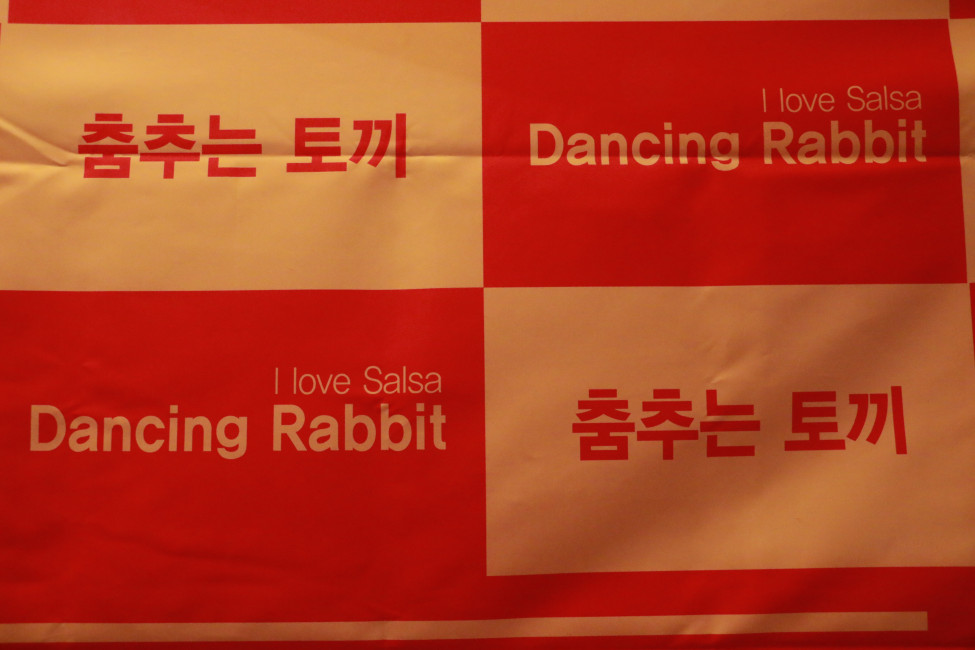 춤추는 토끼
I love Salsa
Dancing Rabbit
I love Salsa
Dancing Rabbit
춤추는 토끼